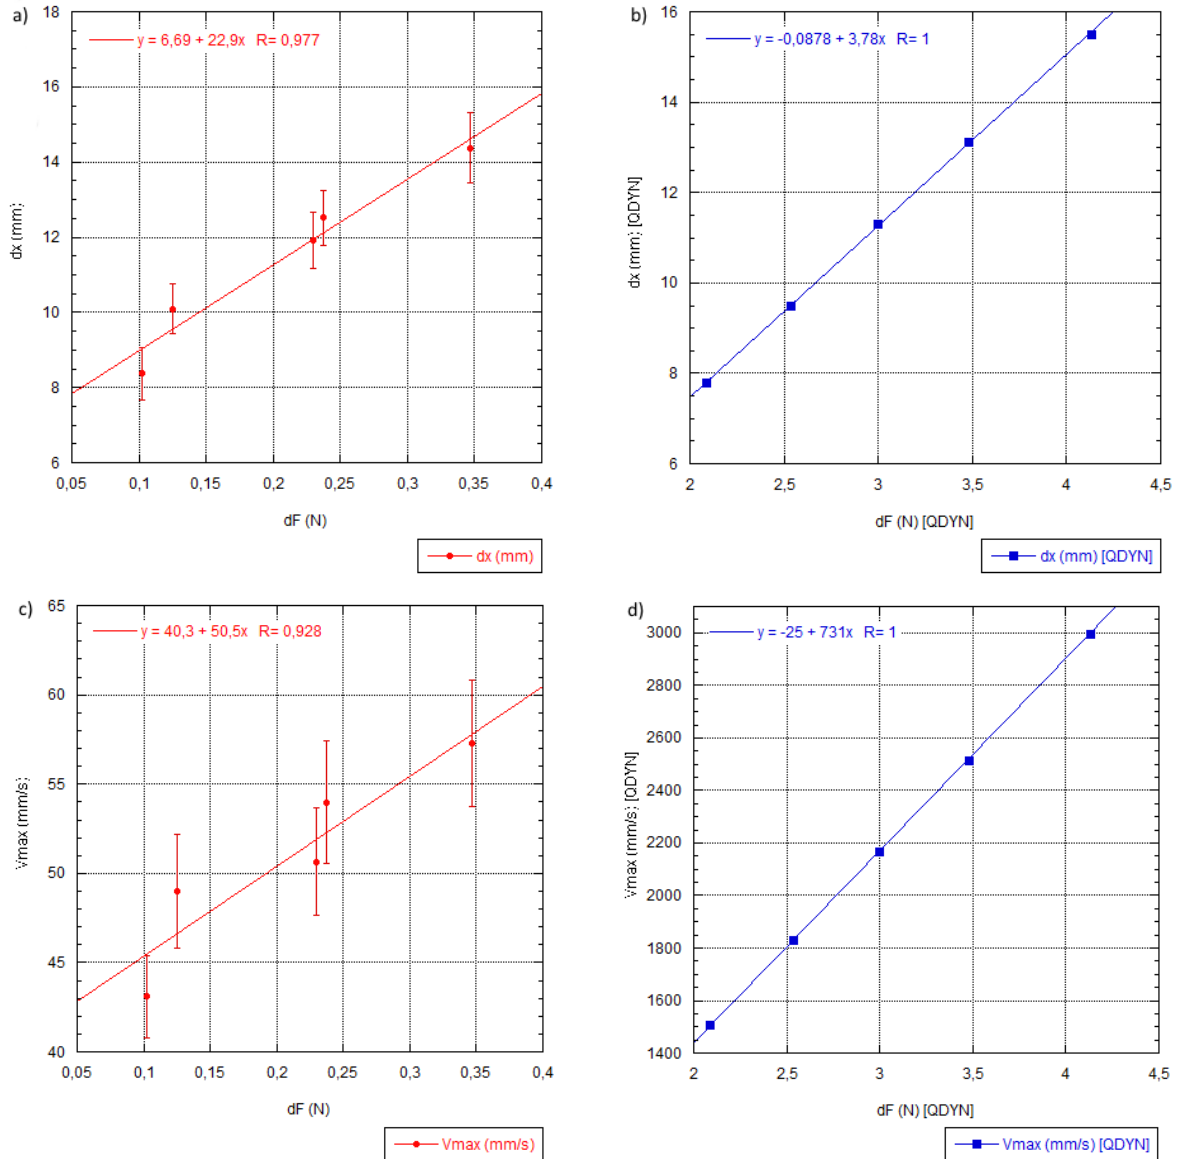 a)
y = 6,69 + 22,9x R= 0,977
18
16
14
12
10
8
6
dx (mm)
0,05 0,1 0,15 0,2 0,25 0,3 0,35 0,4
dF (N)
dx (mm)
b)
y = -0,0878 + 3,78x R= 1
16
14
12
10
8
6
dx (mm) [QDYN]
2 2,5 3 3,5 4 4,5
dF (N) [QDYN]
dx (mm) [QDYN]
c)
y = 40,3 + 50,5x R= 0,928
65
60
55
50
45
40
Vmax (mm/s)
0,05 0,1 0,15 0,2 0,25 0,3 0,35 0,4
dF (N)
Vmax (mm/s)
d)
y = -25 + 731x R= 1
3000
2800
2600
2400
2200
2000
1800
1600
1400
Vmax (mm/s) [QDYN]
2 2,5 3 3,5 4 4,5
dF (N) [QDYN]
Vmax (mm/s) [QDYN]